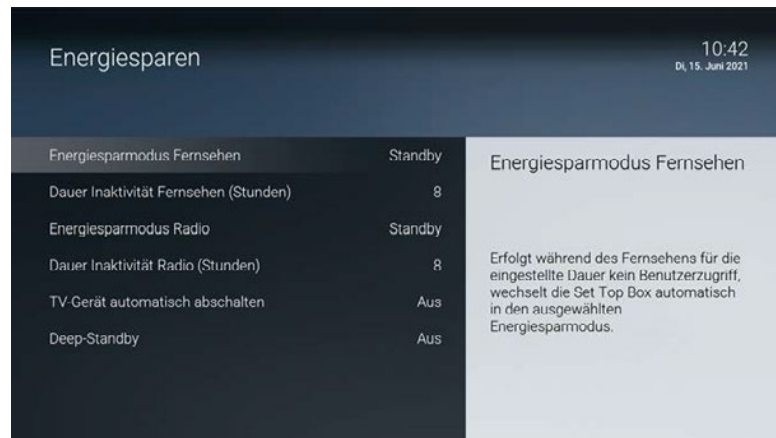 Energiesparen
10:42
Di, 15. Juni 2021
Energiesparmodus Fernsehen Standby
Dauer Inaktivität Fernsehen (Stunden) 8
Energiesparmodus Radio Standby
Dauer Inaktivität Radio (Stunden) 8
TV-Gerät automatisch abschalten Aus
Deep-Standby Aus
Energiesparmodus Fernsehen
Erfolgt während des Fernsehens für die
eingestellte Dauer kein Benutzerzugriff,
wechselt die Set Top Box automatisch
in den ausgewählten
Energiesparmodus.